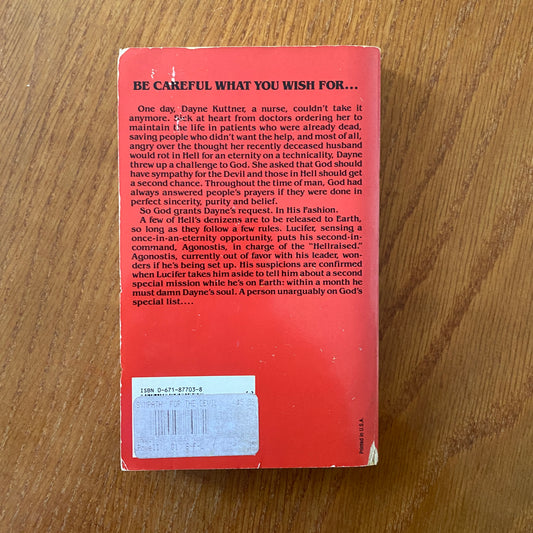 BE CAREFUL WHAT YOU WISH FOR...
One day, Dayne Kuttner, a nurse, couldn't take it
anymore. Sick at heart from doctors ordering her to
maintain the life in patients who were already dead,
saving people who didn't want the help, and most of all,
angry over the thought her recently deceased husband
would rot in Hell for an eternity on a technicality, Dayne
threw up a challenge to God. She asked that God should
have sympathy for the Devil and those in Hell should get
a second chance. Throughout the time of man, God had
always answered people's prayers if they were done in
perfect sincerity, purity and belief.
So God grants Dayne's request. In His Fashion.
A few of Hell's denizens are to be released to Earth,
so long as they follow a few rules. Lucifer, sensing a
once-in-an-eternity opportunity, puts his second-in-
command, Agonostis, in charge of the "Hellraised."
Agonostis, currently out of favor with his leader, won-
ders if he's being set up. His suspicions are confirmed
when Lucifer takes him aside to tell him about a second
special mission while he's on Earth: within a month he
must damn Dayne's soul. A person unarguably on God's
special list....
ISBN 0-671-87703-8
SYMPATHY FOR THE DEVIL
Printed in U.S.A.